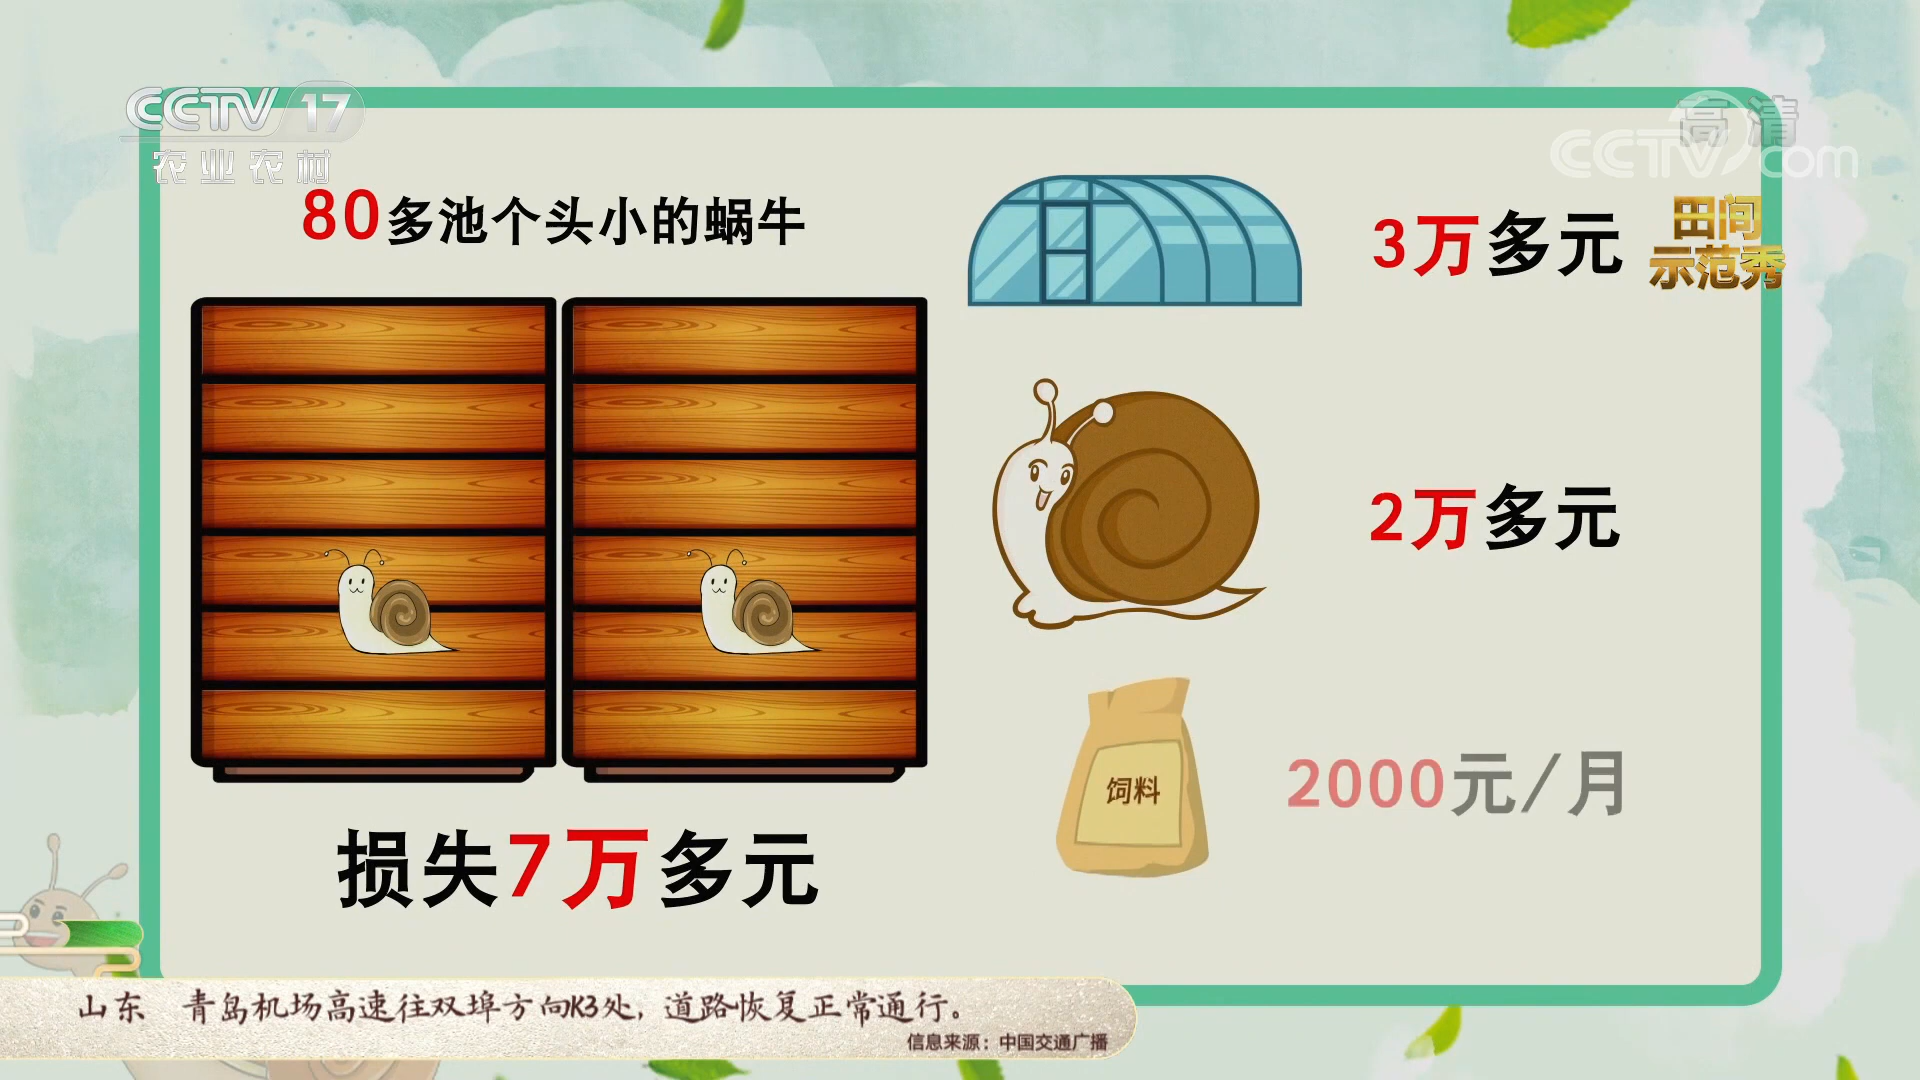 CCTV 17
农业农村
高清
CCTV.com
田间
示范秀
80多池个头小的蜗牛
3万多元
2万多元
饲料
2000元/月
损失7万多元
山东 青岛机场高速往双埠方向K3处，道路恢复正常通行。
信息来源：中国交通广播